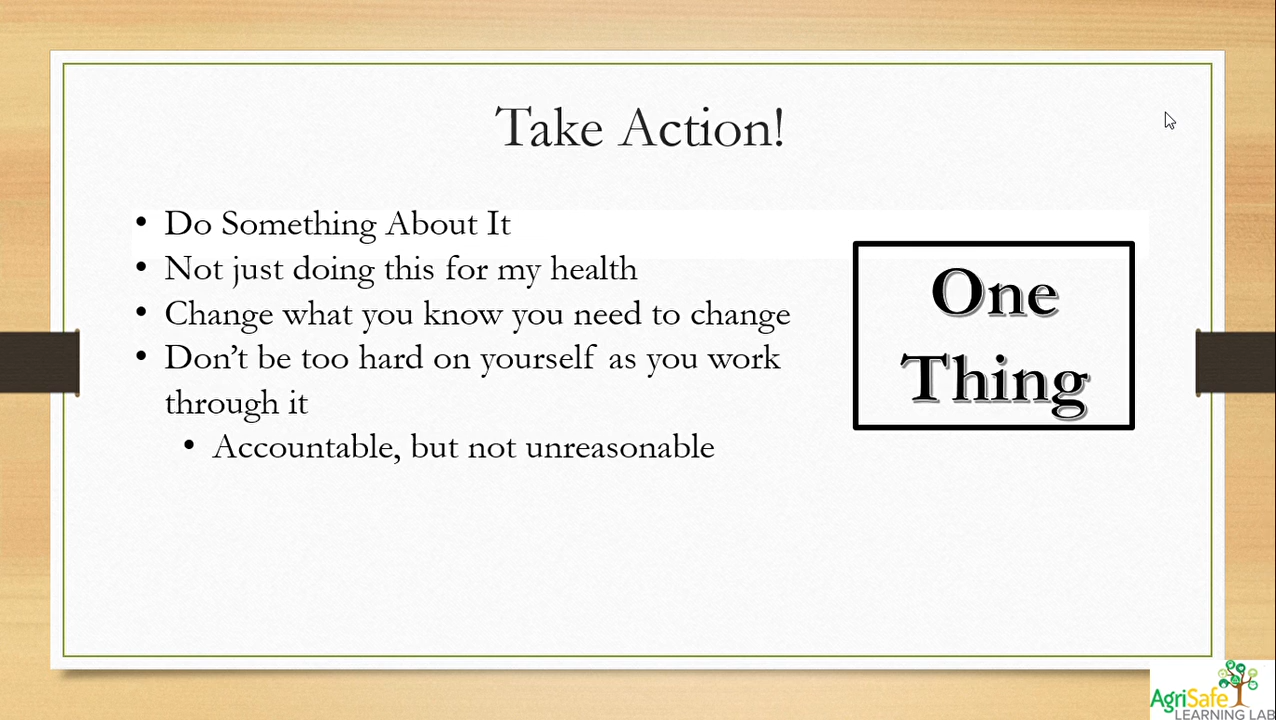 Take Action!
• Do Something About It
• Not just doing this for my health
• Change what you know you need to change
• Don’t be too hard on yourself as you work
through it
• Accountable, but not unreasonable
One
Thing
AgriSafe
LEARNING LAB